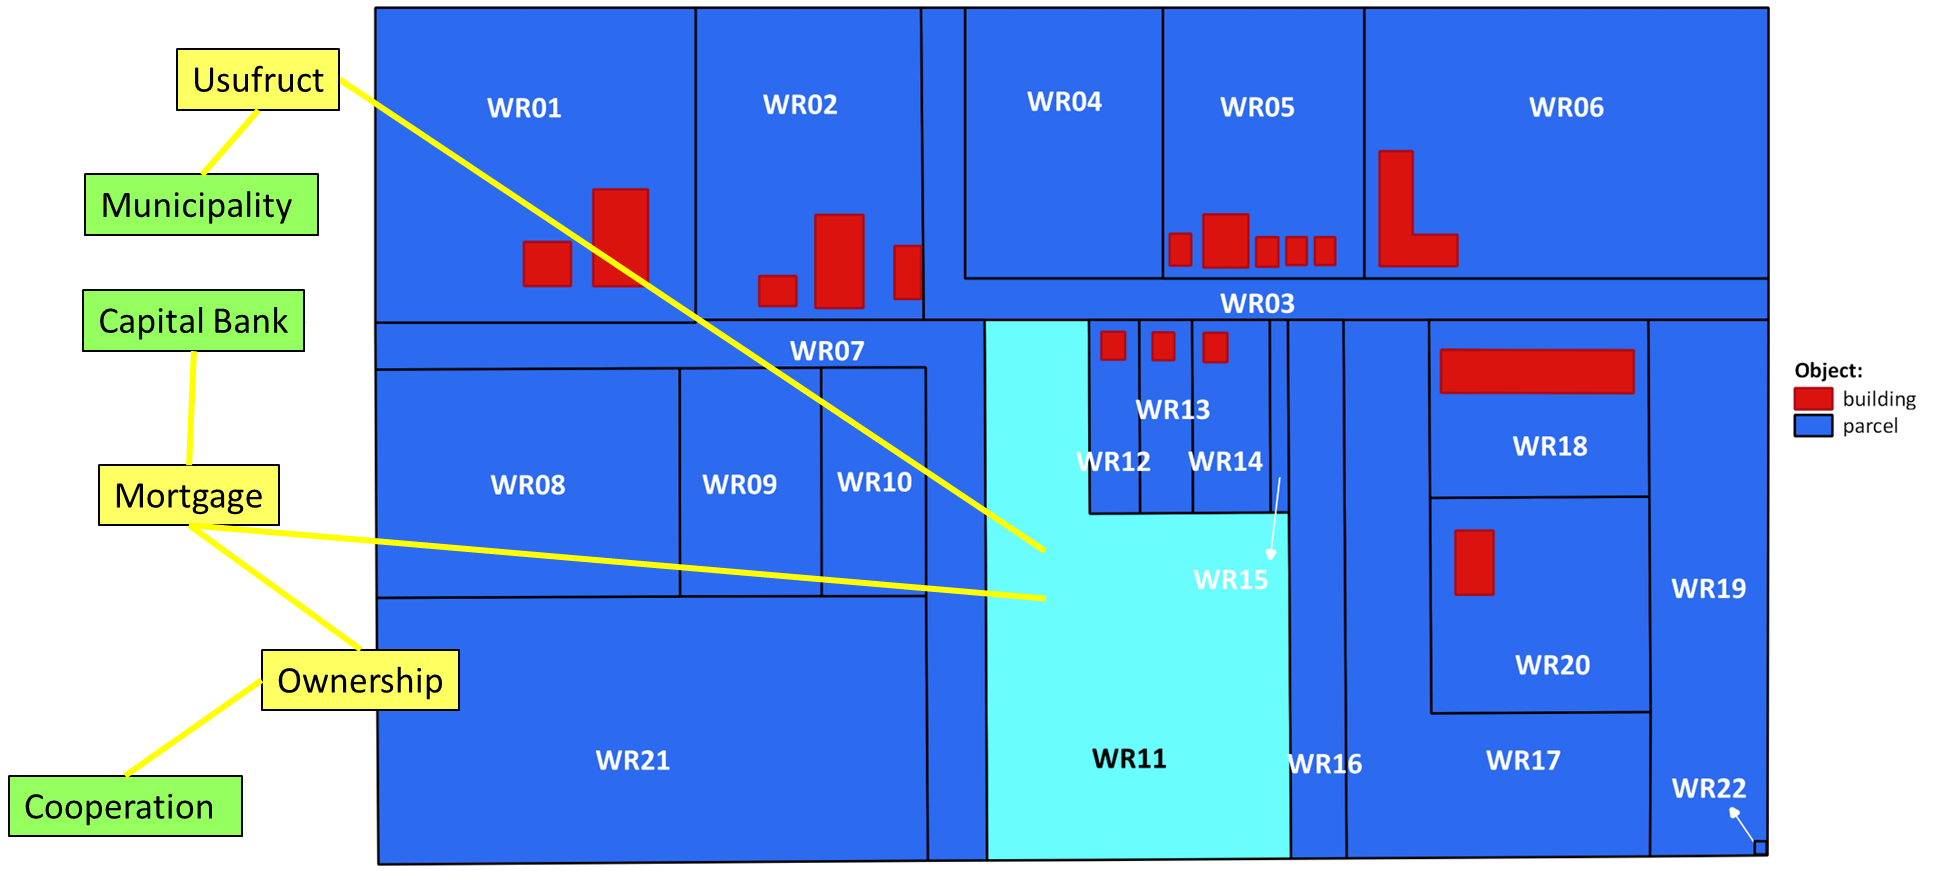 Usufruct
Municipality
Capital Bank
Mortgage
Ownership
Cooperation
WR01
WR02
WR04
WR05
WR06
WR03
WR07
WR08
WR09
WR10
WR13
WR12
WR14
WR15
WR18
WR19
WR20
WR21
WR11
WR16
WR17
WR22
Object:
building
parcel